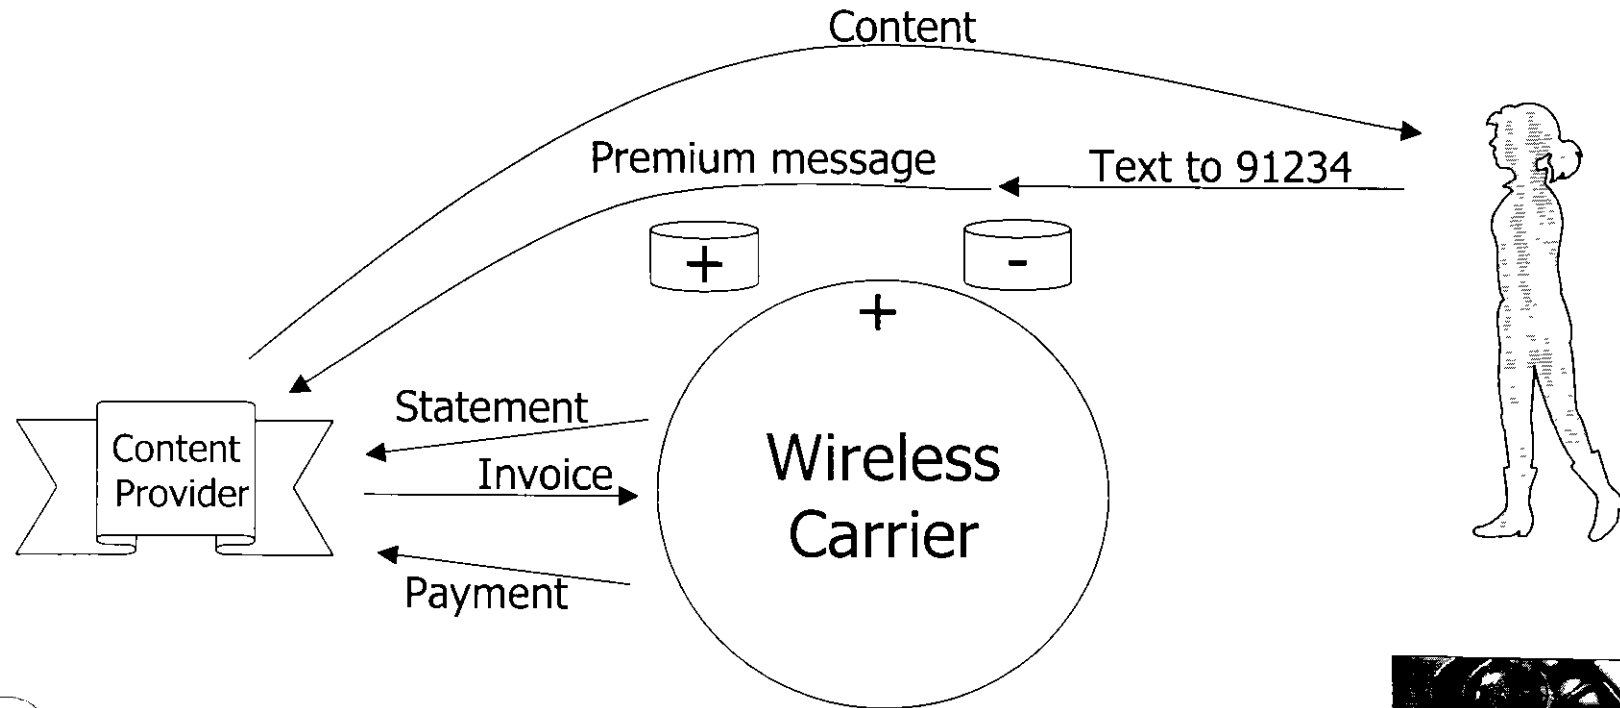 Content
Premium message
Text to 91234
+
-
+
Statement
Content
Provider
Invoice
Wireless
Carrier
Payment